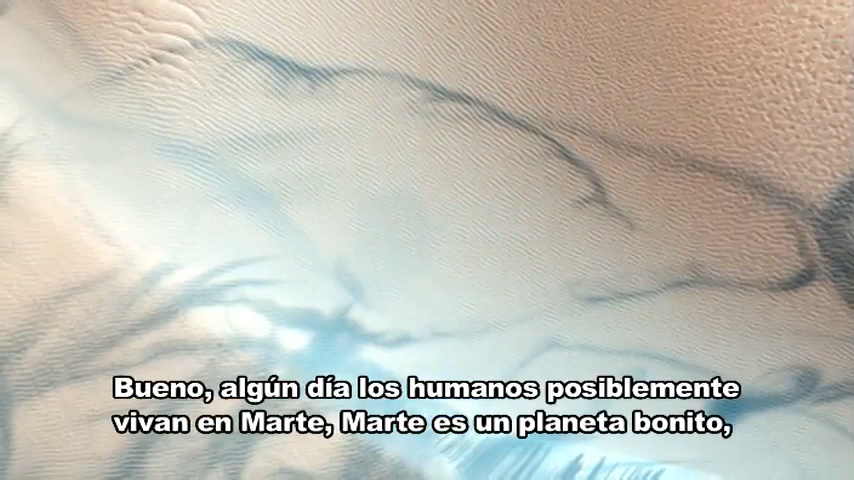 Bueno, algún día los humanos posiblemente
vivan en Marte, Marte es un planeta bonito,